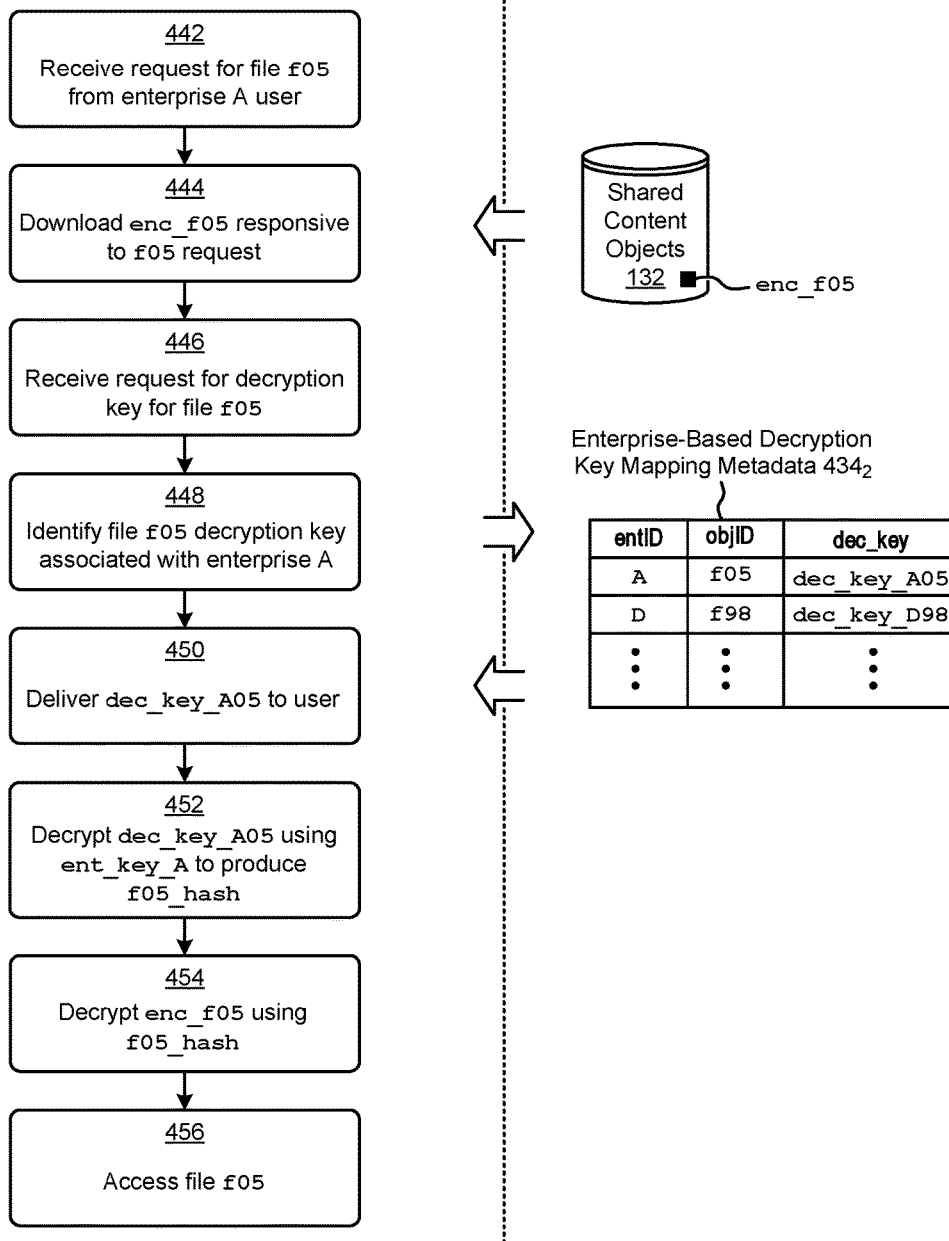 442
Receive request for file f05
from enterprise A user
444
Download enc_f05 responsive
to f05 request
446
Receive request for decryption
key for file f05
448
Identify file f05 decryption key
associated with enterprise A
450
Deliver dec_key_A05 to user
452
Decrypt dec_key_A05 using
ent_key_A to produce
f05_hash
454
Decrypt enc_f05 using
f05_hash
456
Access file f05
Shared
Content
Objects
132
enc_f05
Enterprise-Based Decryption
Key Mapping Metadata 434₂
entID objID dec_key
A f05 dec_key_A05
D f98 dec_key_D98